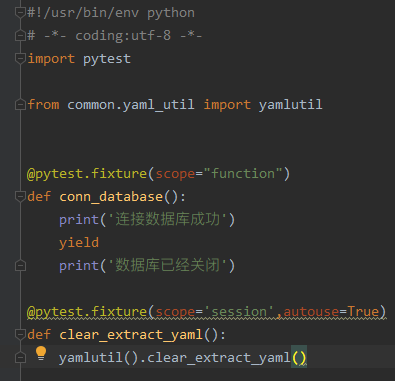 #!/usr/bin/env python
# -*- coding:utf-8 -*-
import pytest
from common.yaml_util import yamlutil
@pytest.fixture(scope="function")
def conn_database():
print('连接数据库成功')
yield
print('数据库已经关闭')
@pytest.fixture(scope='session',autouse=True)
def clear_extract_yaml():
yamlutil().clear_extract_yaml()